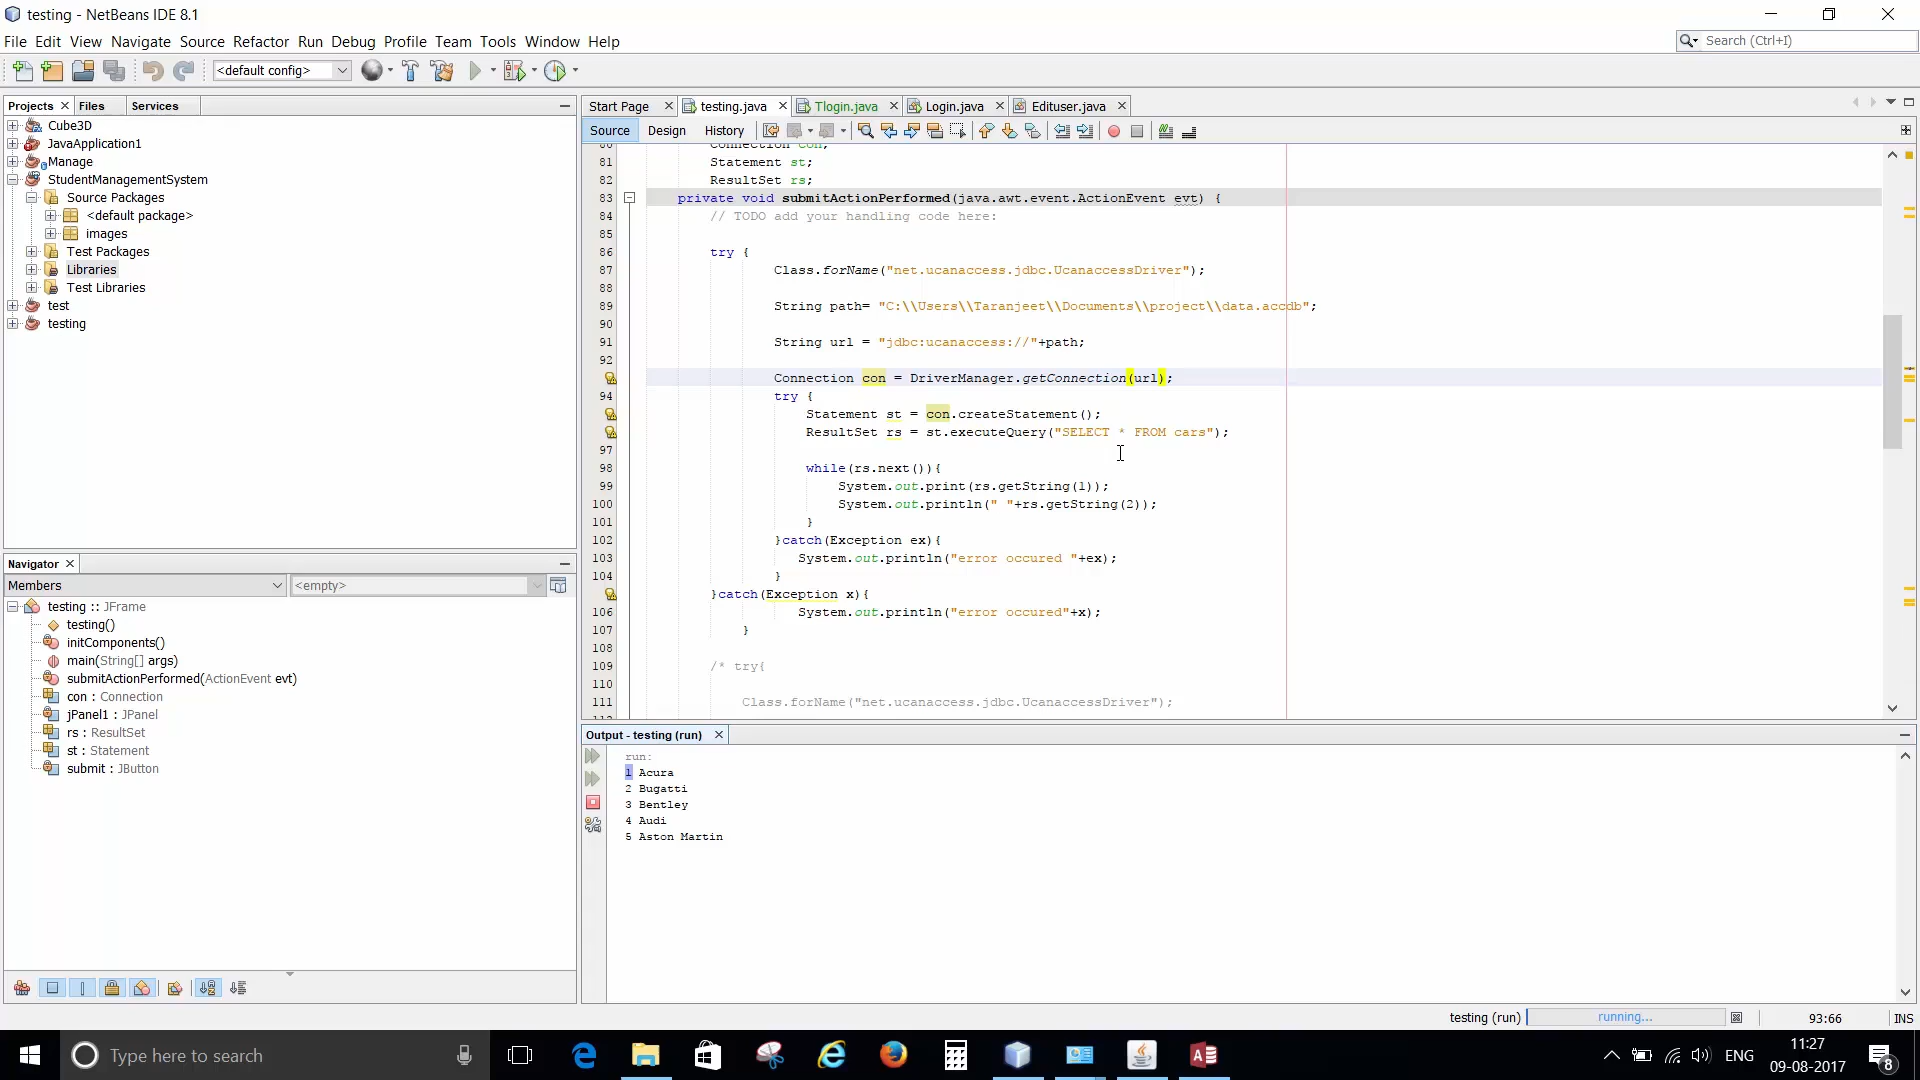 testing - NetBeans IDE 8.1
File Edit View Navigate Source Refactor Run Debug Profile Team Tools Window Help
Search (Ctrl+I)
<default config>
Projects Files Services
Cube3D
JavaApplication1
Manage
StudentManagementSystem
Source Packages
<default package>
images
Test Packages
Libraries
Test Libraries
test
testing
Navigator
Members
<empty>
testing :: JFrame
testing()
initComponents()
main(String[] args)
submitActionPerformed(ActionEvent evt)
con : Connection
jPanel1 : JPanel
rs : ResultSet
st : Statement
submit : JButton
Start Page testing.java Tlogin.java Login.java Edituser.java
Source Design History
80 Connection con;
81 Statement st;
82 ResultSet rs;
83 private void submitActionPerformed(java.awt.event.ActionEvent evt) {
84 // TODO add your handling code here:
85
86 try {
87 Class.forName("net.ucanaccess.jdbc.UcanaccessDriver");
88
89 String path= "C:\\Users\\Taranjeet\\Documents\\project\\data.accdb";
90
91 String url = "jdbc:ucanaccess://"+path;
92
Connection con = DriverManager.getConnection(url);
94 try {
Statement st = con.createStatement();
ResultSet rs = st.executeQuery("SELECT * FROM cars");
97
98 while(rs.next()){
99 System.out.print(rs.getString(1));
100 System.out.println(" "+rs.getString(2));
101 }
102 }catch(Exception ex){
103 System.out.println("error occured "+ex);
104 }
}catch(Exception x){
106 System.out.println("error occured"+x);
107 }
108
109 /* try{
110
111 Class.forName("net.ucanaccess.jdbc.UcanaccessDriver");
Output - testing (run)
run:
1 Acura
2 Bugatti
3 Bentley
4 Audi
5 Aston Martin
testing (run) running... 93:66 INS
Type here to search
ENG
11:27
09-08-2017
8